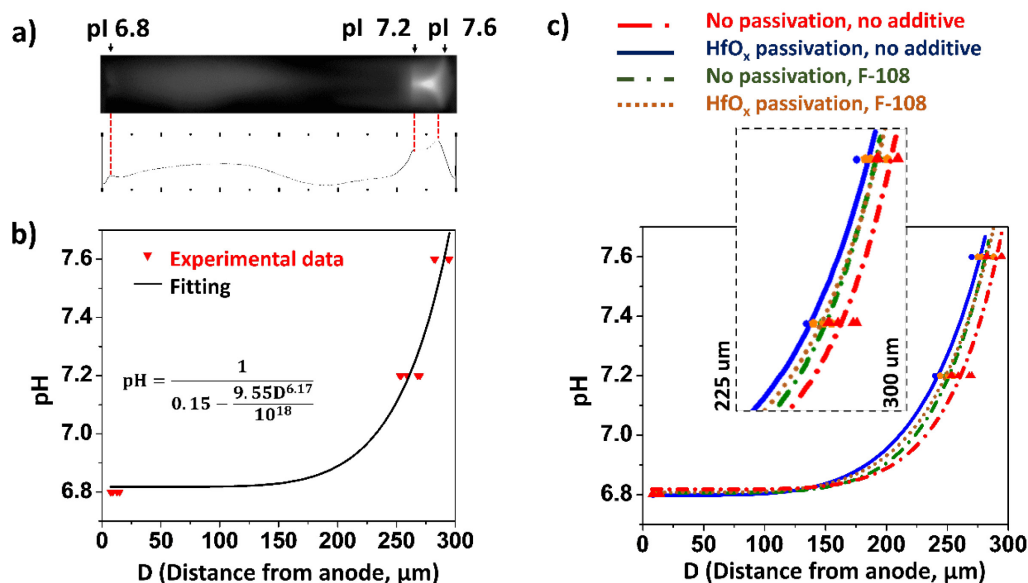 a)
pI 6.8
pI 7.2
pI 7.6
b)
7.6
7.4
7.2
7.0
6.8
pH
Experimental data
Fitting
pH = 1 / (0.15 − 9.55D^6.17 / 10^18)
0 50 100 150 200 250 300
D (Distance from anode, μm)
c)
No passivation, no additive
HfOₓ passivation, no additive
No passivation, F-108
HfOₓ passivation, F-108
225 um
300 um
7.6
7.4
7.2
7.0
6.8
pH
0 50 100 150 200 250 300
D (Distance from anode, μm)